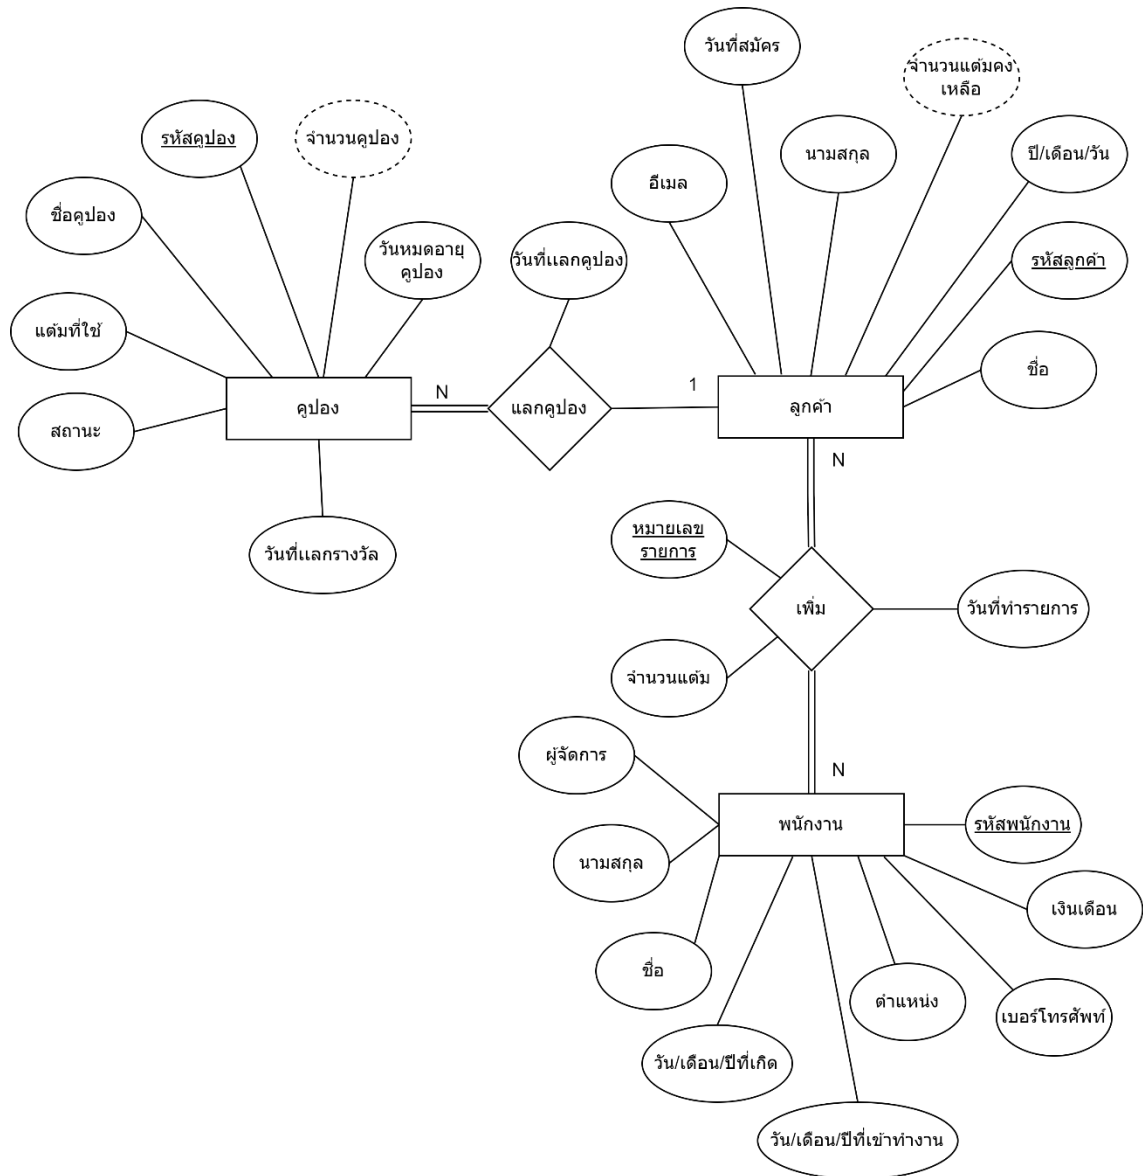 วันที่สมัคร
จำนวนแต้มคง
เหลือ
รหัสคูปอง
จำนวนคูปอง
นามสกุล
ปี/เดือน/วัน
อีเมล
ชื่อคูปอง
วันหมดอายุ
คูปอง
วันที่แลกคูปอง
รหัสลูกค้า
แต้มที่ใช้
ชื่อ
คูปอง
N
แลกคูปอง
1
ลูกค้า
สถานะ
N
วันที่แลกรางวัล
หมายเลข
รายการ
เพิ่ม
วันที่ทำรายการ
จำนวนแต้ม
ผู้จัดการ
N
พนักงาน
รหัสพนักงาน
นามสกุล
เงินเดือน
ชื่อ
ตำแหน่ง
เบอร์โทรศัพท์
วัน/เดือน/ปีที่เกิด
วัน/เดือน/ปีที่เข้าทำงาน